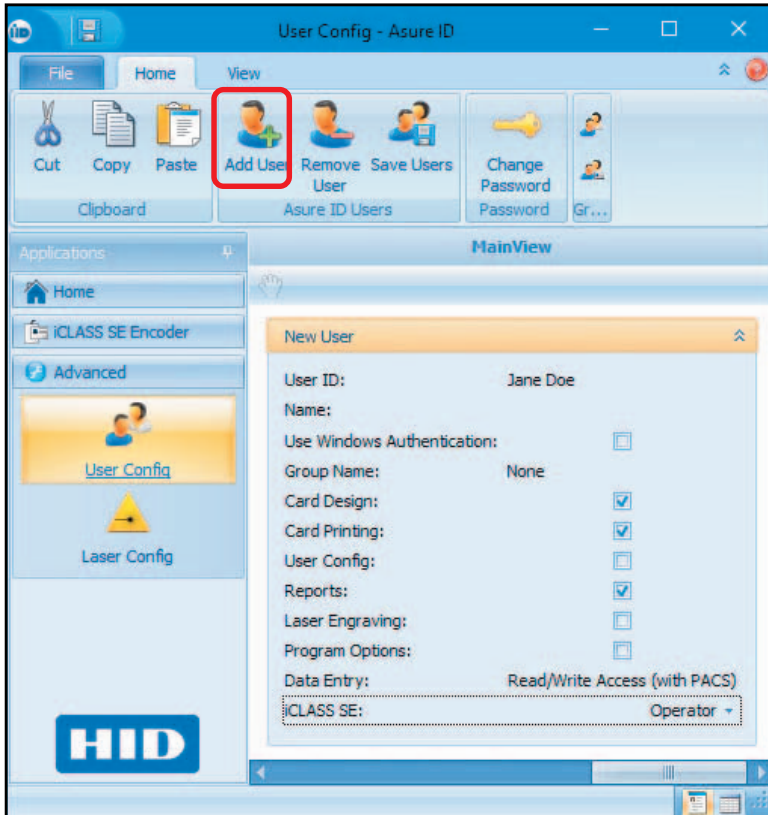 hID
User Config - Asure ID
File Home View
Cut Copy Paste Add User Remove User Save Users Change Password
Clipboard Asure ID Users Password Gr...
Applications MainView
Home
iCLASS SE Encoder
New User
Advanced
User ID: Jane Doe
Name:
Use Windows Authentication:
User Config
Group Name: None
Card Design:
Card Printing:
Laser Config
User Config:
Reports:
Laser Engraving:
Program Options:
Data Entry: Read/Write Access (with PACS)
iCLASS SE: Operator
HID